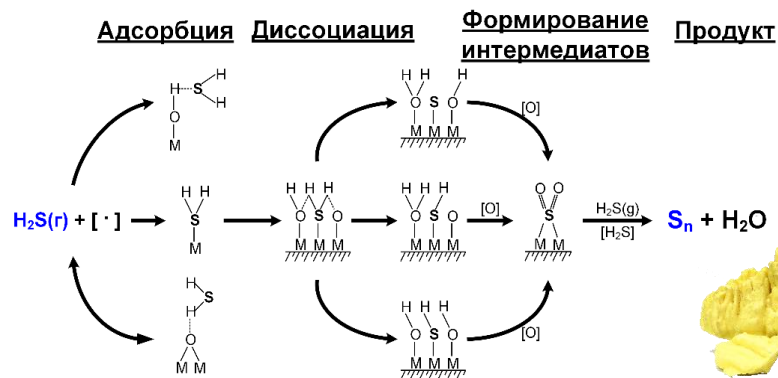 Адсорбция
Диссоциация
Формирование
интермедиатов
Продукт
H
H
S
H
O
M
H H
O S O
M M M
H
[O]
H₂S(г) + [ · ]
H H
S
M
H H H
O S O
M M M
H H H
O S O
M M M
[O]
O O
S
M M
H₂S(g)
[H₂S]
Sₙ + H₂O
H
S
H
O
M M
H H H
O S O
M M M
[O]